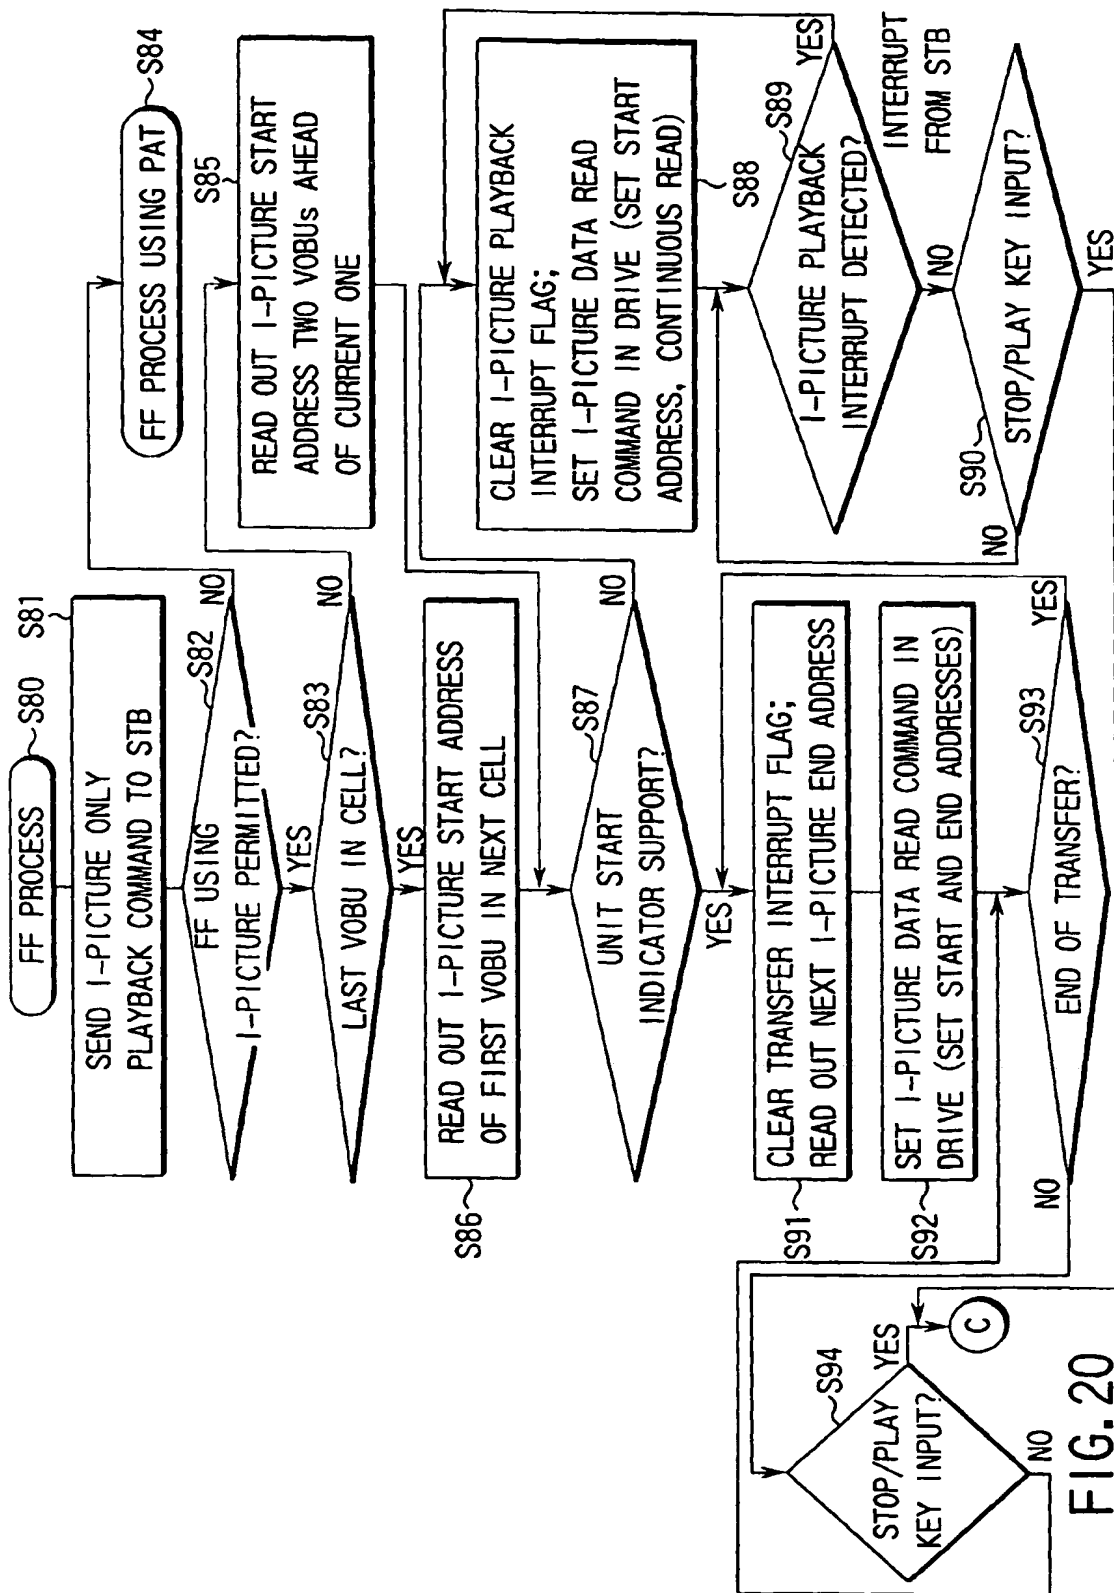 FF PROCESS
S80
SEND I-PICTURE ONLY
PLAYBACK COMMAND TO STB
S81
FF USING
I-PICTURE PERMITTED?
S82
NO
YES
FF PROCESS USING PAT
S84
LAST VOBU IN CELL?
S83
NO
YES
S85
READ OUT I-PICTURE START
ADDRESS TWO VOBUs AHEAD
OF CURRENT ONE
S86
READ OUT I-PICTURE START ADDRESS
OF FIRST VOBU IN NEXT CELL
UNIT START
INDICATOR SUPPORT?
S87
NO
YES
CLEAR I-PICTURE PLAYBACK
INTERRUPT FLAG;
SET I-PICTURE DATA READ
COMMAND IN DRIVE (SET START
ADDRESS, CONTINUOUS READ)
S88
I-PICTURE PLAYBACK
INTERRUPT DETECTED?
S89
YES
NO
INTERRUPT
FROM STB
S90
STOP/PLAY KEY INPUT?
NO
YES
S91
CLEAR TRANSFER INTERRUPT FLAG;
READ OUT NEXT I-PICTURE END ADDRESS
S92
SET I-PICTURE DATA READ COMMAND IN
DRIVE (SET START AND END ADDRESSES)
END OF TRANSFER?
S93
YES
NO
S94
STOP/PLAY
KEY INPUT?
YES
NO
C
FIG. 20